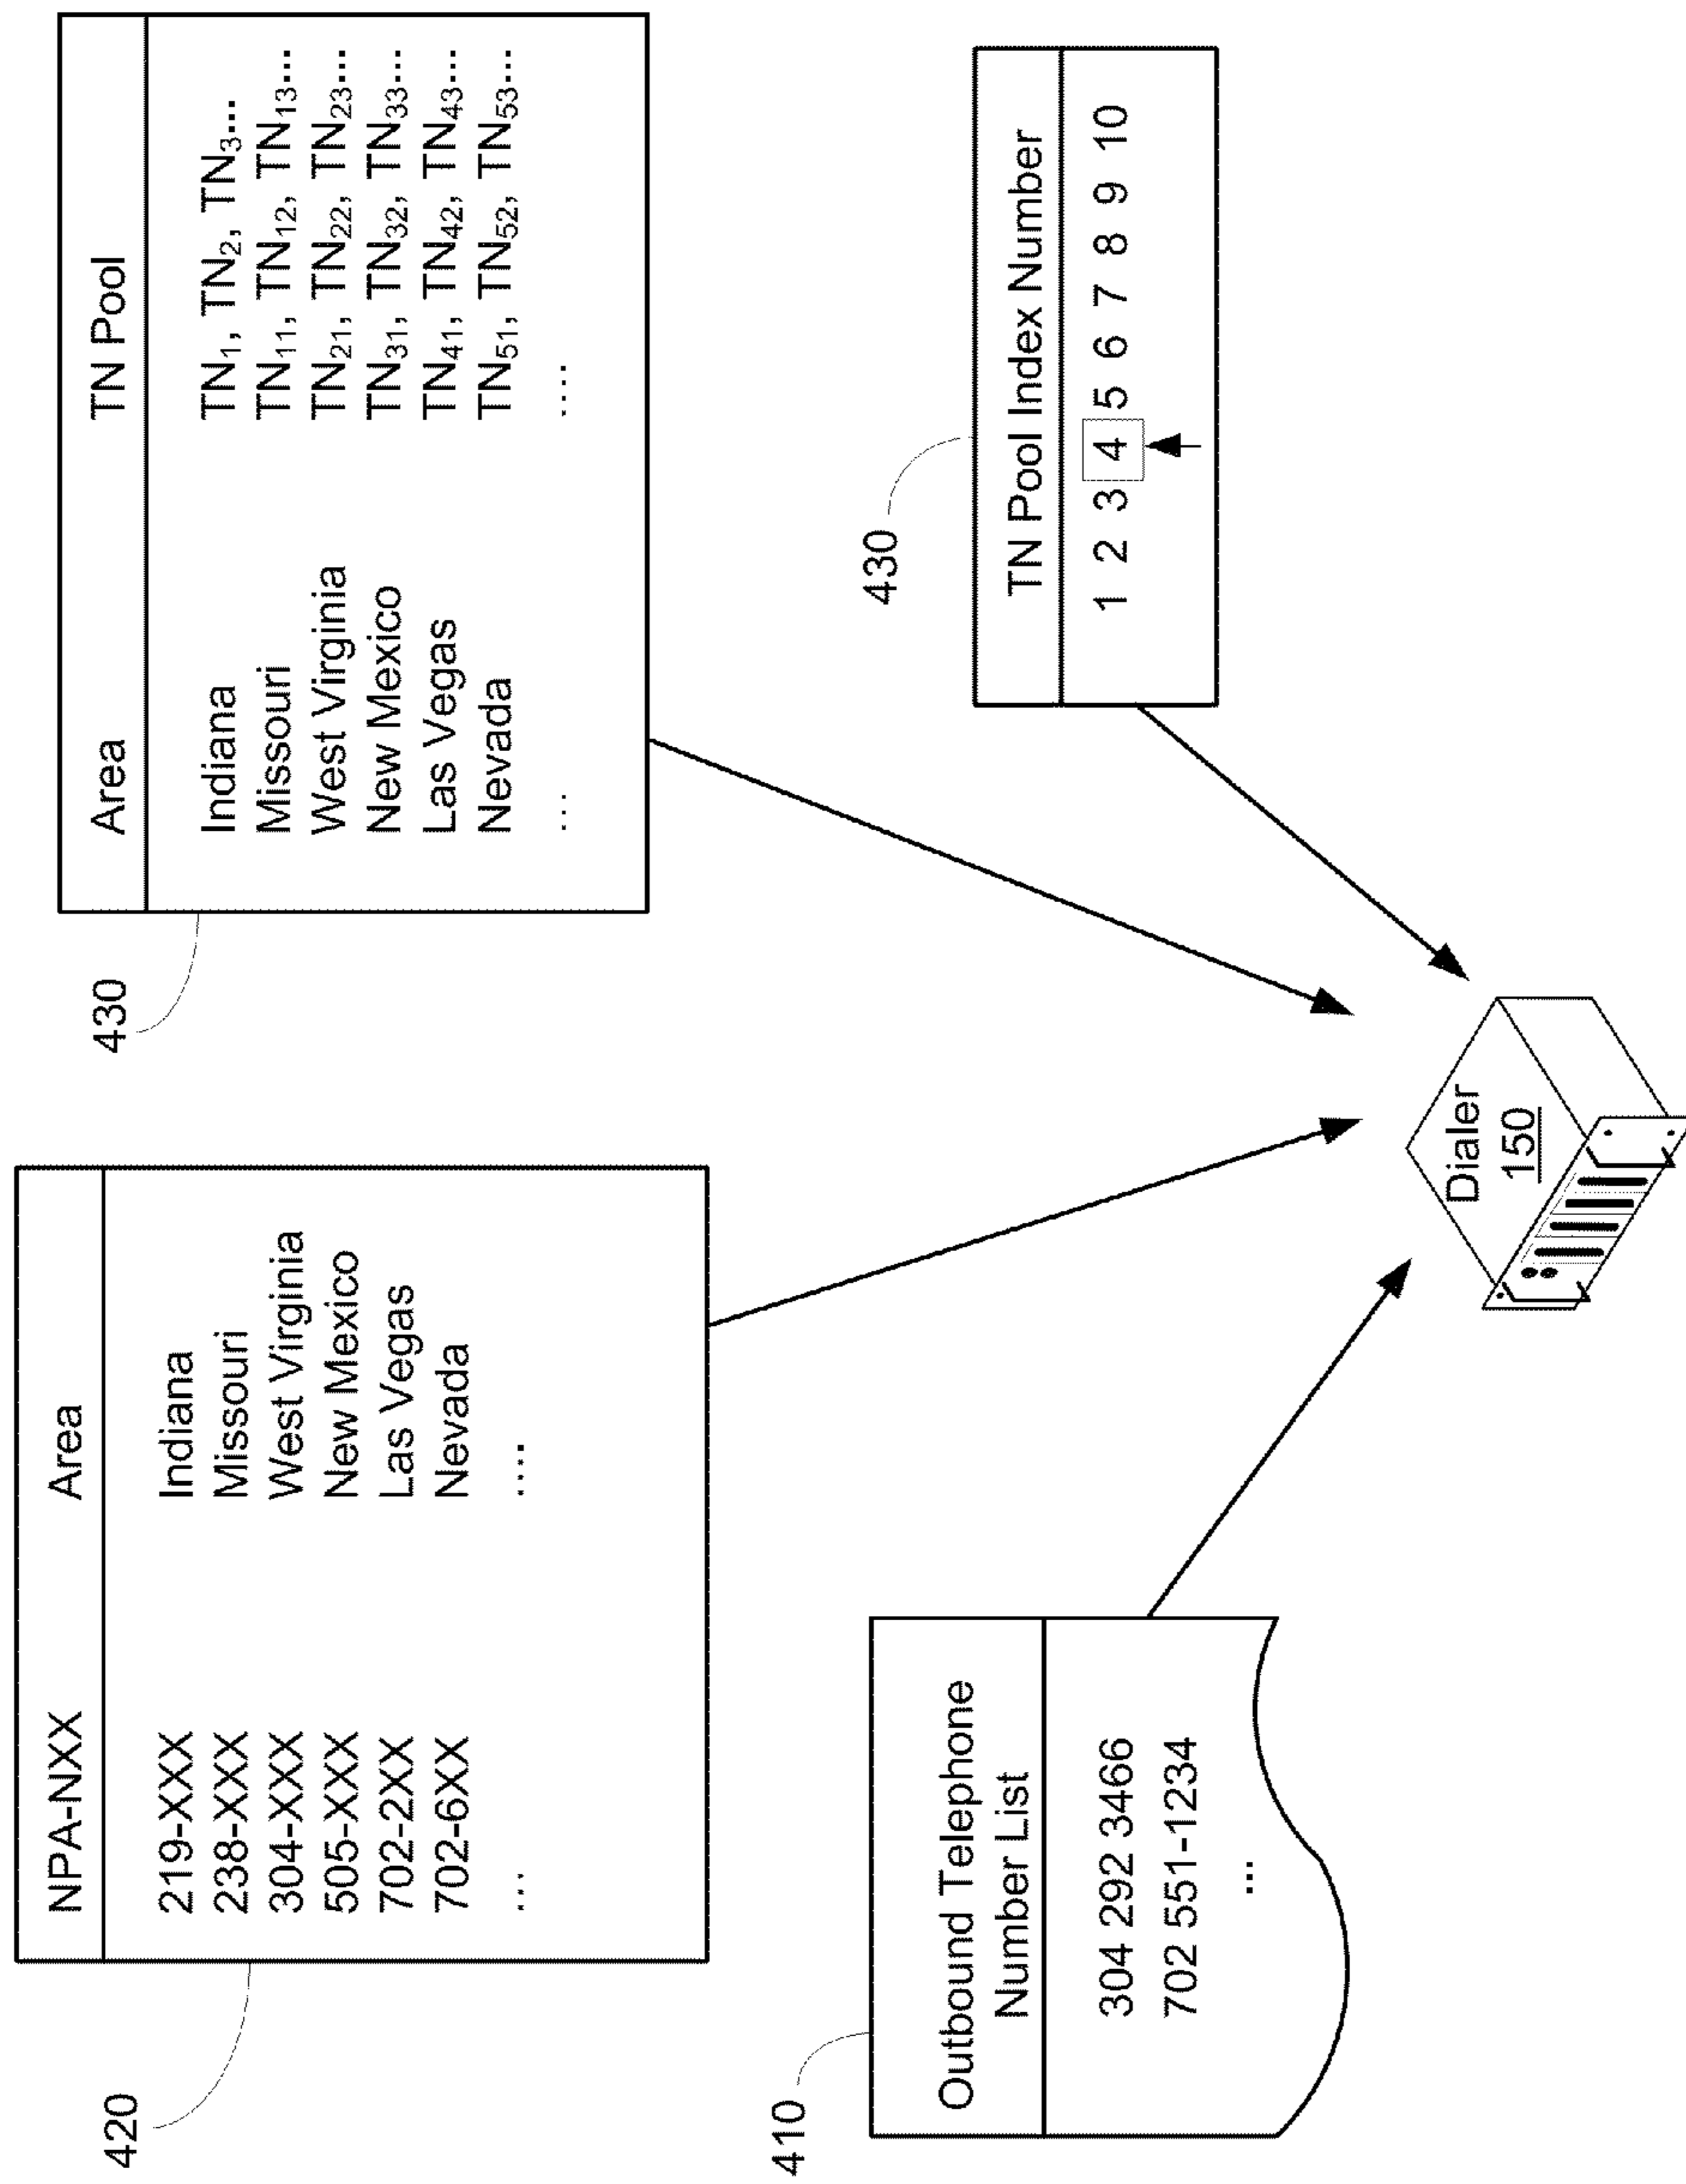 420
NPA-NXX Area
219-XXX Indiana
238-XXX Missouri
304-XXX West Virginia
505-XXX New Mexico
702-2XX Las Vegas
702-6XX Nevada
... ....
430
Area TN Pool
Indiana TN1, TN2, TN3...
Missouri TN11, TN12, TN13...
West Virginia TN21, TN22, TN23...
New Mexico TN31, TN32, TN33...
Las Vegas TN41, TN42, TN43...
Nevada TN51, TN52, TN53...
... ....
410
Outbound Telephone
Number List
304 292 3466
702 551-1234
...
430
TN Pool Index Number
1 2 3 4 5 6 7 8 9 10
Dialer
150